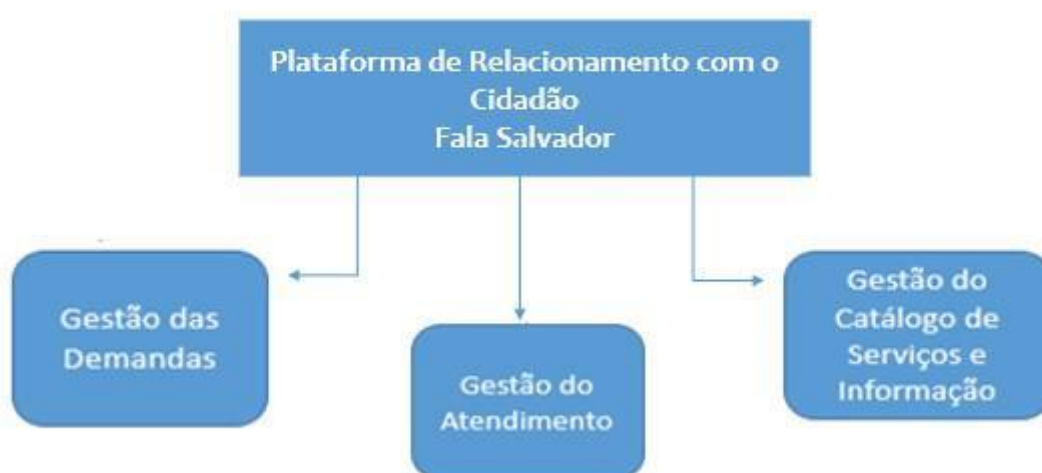 Plataforma de Relacionamento com o
Cidadão
Fala Salvador
Gestão das
Demandas
Gestão do
Atendimento
Gestão do
Catálogo de
Serviços e
Informação